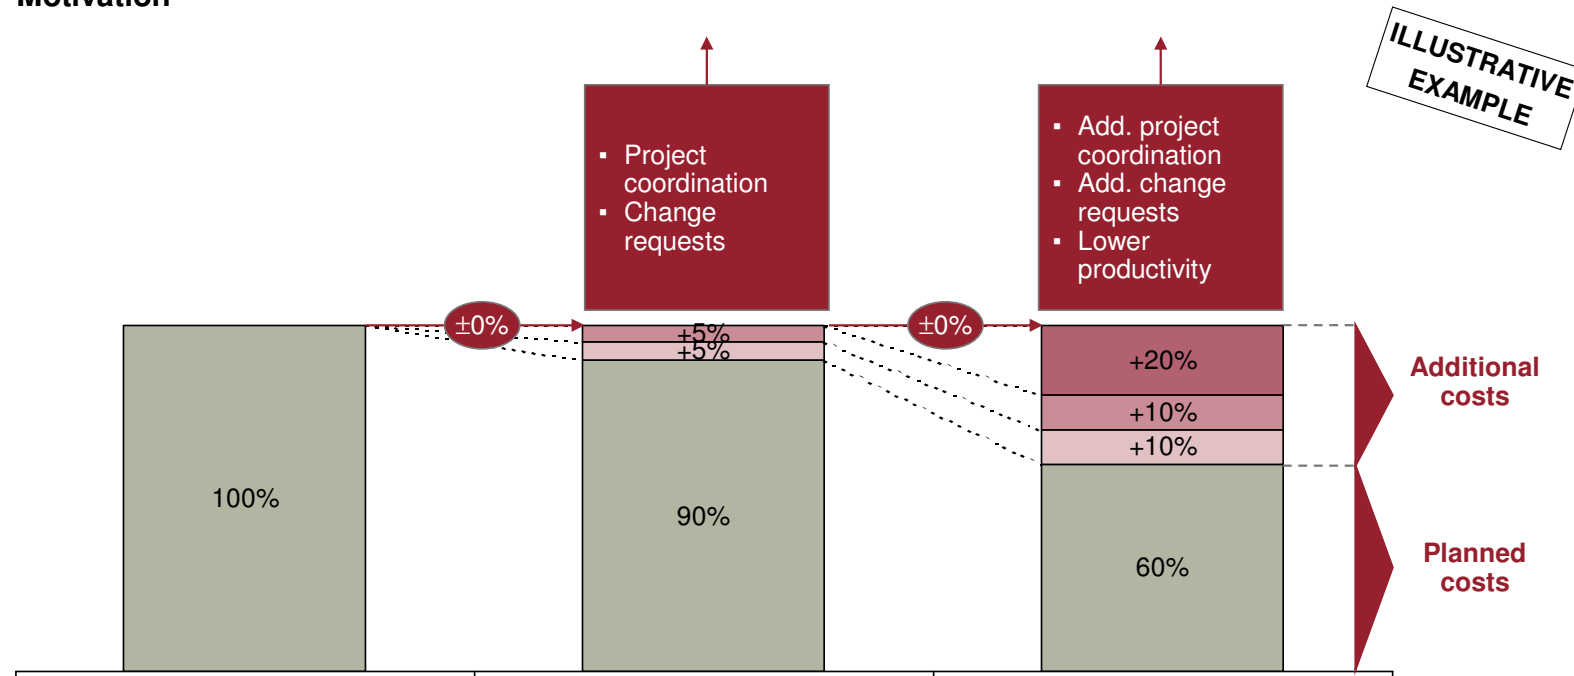 Motivation
ILLUSTRATIVE
EXAMPLE
▪ Project
coordination
▪ Change
requests
▪ Add. project
coordination
▪ Add. change
requests
▪ Lower
productivity
±0%
±0%
100%
+5%
+5%
90%
+20%
+10%
+10%
60%
Additional
costs
Planned
costs